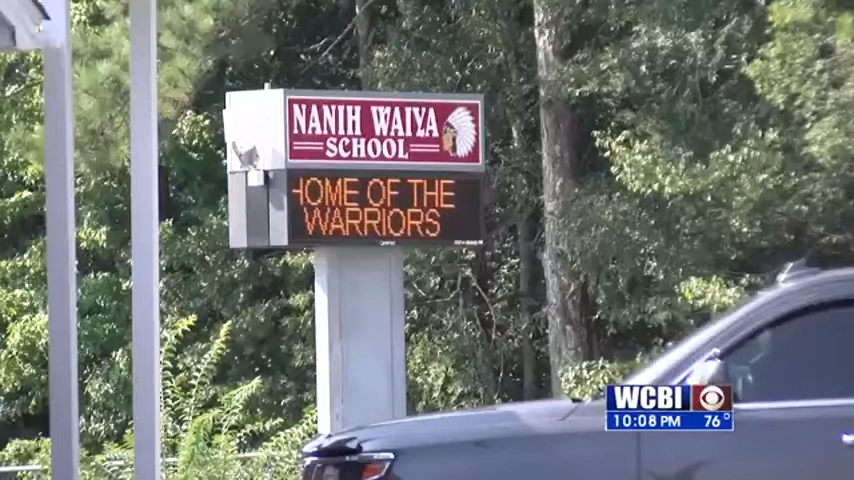 NANIH WAIYA
SCHOOL
HOME OF THE
WARRIORS
WCBI
10:08 PM 76°